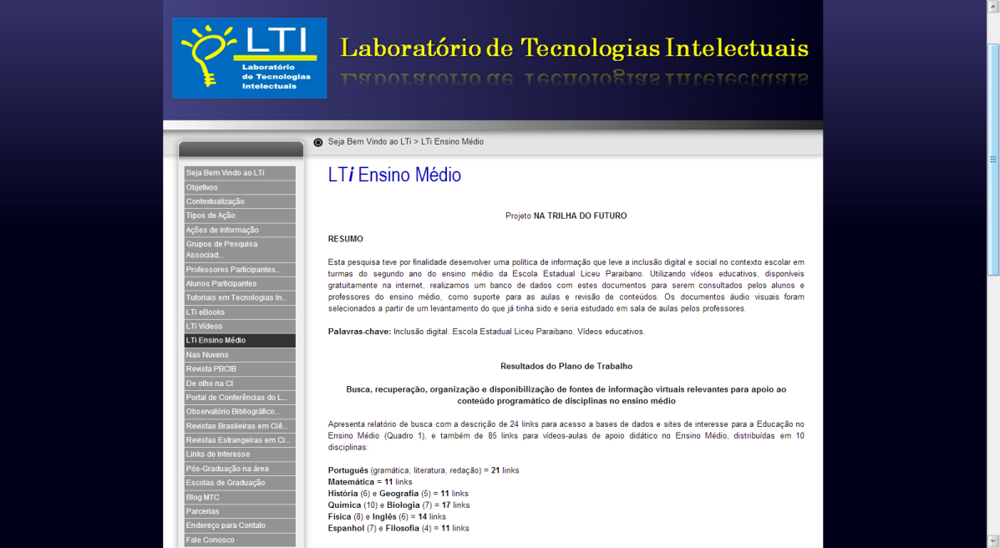 LTI
Laboratório
de Tecnologias
Intelectuais
Laboratório de Tecnologias Intelectuais
Seja Bem Vindo ao LTi > LTi Ensino Médio
Seja Bem Vindo ao LTi
Objetivos
Contextualização
Tipos de Ação
Ações de Informação
Grupos de Pesquisa
Associad...
Professores Participantes...
Alunos Participantes
Tutoriais em Tecnologias In...
LTi eBooks
LTi Vídeos
LTi Ensino Médio
Nas Nuvens
Revista PBCIB
De olho na CI
Portal de Conferências do L...
Observatório Bibliográfico...
Revistas Brasileiras em Ciê...
Revistas Estrangeiras em Ci...
Links de Interesse
Pós-Graduação na área
Escolas de Graduação
Blog MTC
Parcerias
Endereço para Contato
Fale Conosco
LTi Ensino Médio
Projeto NA TRILHA DO FUTURO
RESUMO
Esta pesquisa teve por finalidade desenvolver uma política de informação que leve a inclusão digital e social no contexto escolar em
turmas do segundo ano do ensino médio da Escola Estadual Liceu Paraibano. Utilizando vídeos educativos, disponíveis
gratuitamente na internet, realizamos um banco de dados com estes documentos para serem consultados pelos alunos e
professores do ensino médio, como suporte para as aulas e revisão de conteúdos. Os documentos áudio visuais foram
selecionados a partir de um levantamento do que já tinha sido e seria estudado em sala de aulas pelos professores.
Palavras-chave: Inclusão digital. Escola Estadual Liceu Paraibano. Vídeos educativos.
Resultados do Plano de Trabalho
Busca, recuperação, organização e disponibilização de fontes de informação virtuais relevantes para apoio ao
conteúdo programático de disciplinas no ensino médio
Apresenta relatório de busca com a descrição de 24 links para acesso a bases de dados e sites de interesse para a Educação no
Ensino Médio (Quadro 1), e também de 85 links para vídeos-aulas de apoio didático no Ensino Médio, distribuídas em 10
disciplinas:
Português (gramática, literatura, redação) = 21 links
Matemática = 11 links
História (6) e Geografia (5) = 11 links
Química (10) e Biologia (7) = 17 links
Física (8) e Inglês (6) = 14 links
Espanhol (7) e Filosofia (4) = 11 links